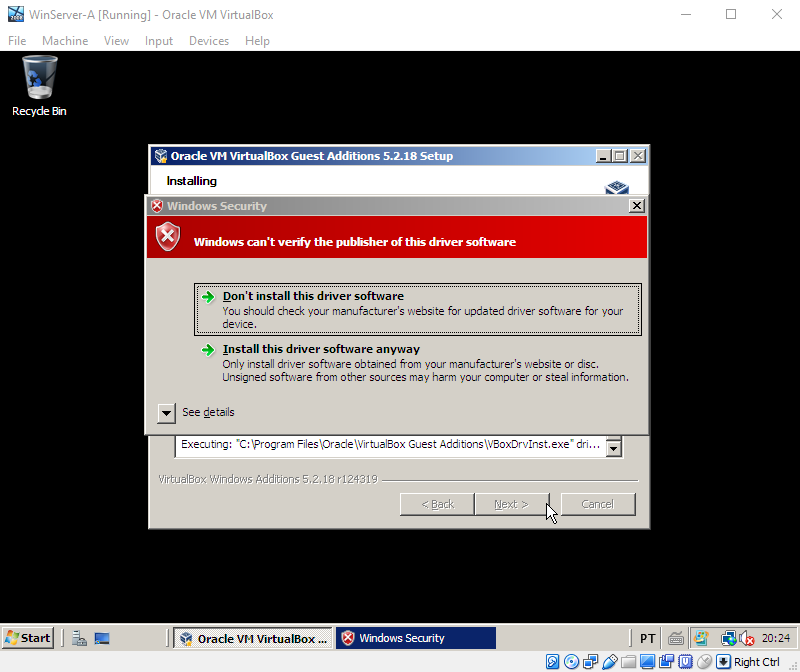 WinServer-A [Running] - Oracle VM VirtualBox
File Machine View Input Devices Help
Recycle Bin
Oracle VM VirtualBox Guest Additions 5.2.18 Setup
Installing
Windows Security
Windows can't verify the publisher of this driver software
Don't install this driver software
You should check your manufacturer's website for updated driver software for your
device.
Install this driver software anyway
Only install driver software obtained from your manufacturer's website or disc.
Unsigned software from other sources may harm your computer or steal information.
See details
Executing: "C:\Program Files\Oracle\VirtualBox Guest Additions\VBoxDrvInst.exe" dri...
VirtualBox Windows Additions 5.2.18 r124319
< Back Next > Cancel
Start Oracle VM VirtualBox ... Windows Security PT 20:24
Right Ctrl